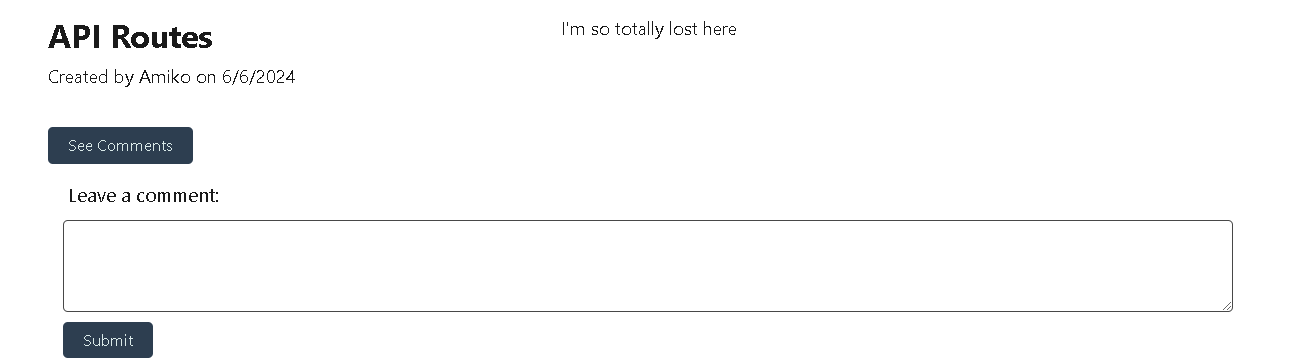 API Routes
I'm so totally lost here
Created by Amiko on 6/6/2024
See Comments
Leave a comment:
Submit